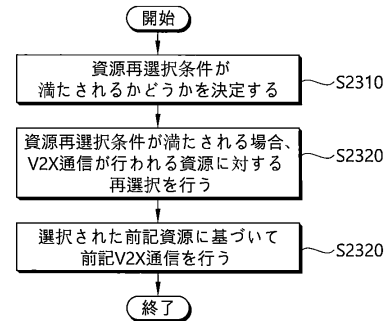 開始
資源再選択条件が
満たされるかどうかを決定する
S2310
資源再選択条件が満たされる場合、
V2X通信が行われる資源に対する
再選択を行う
S2320
選択された前記資源に基づいて
前記V2X通信を行う
S2320
終了